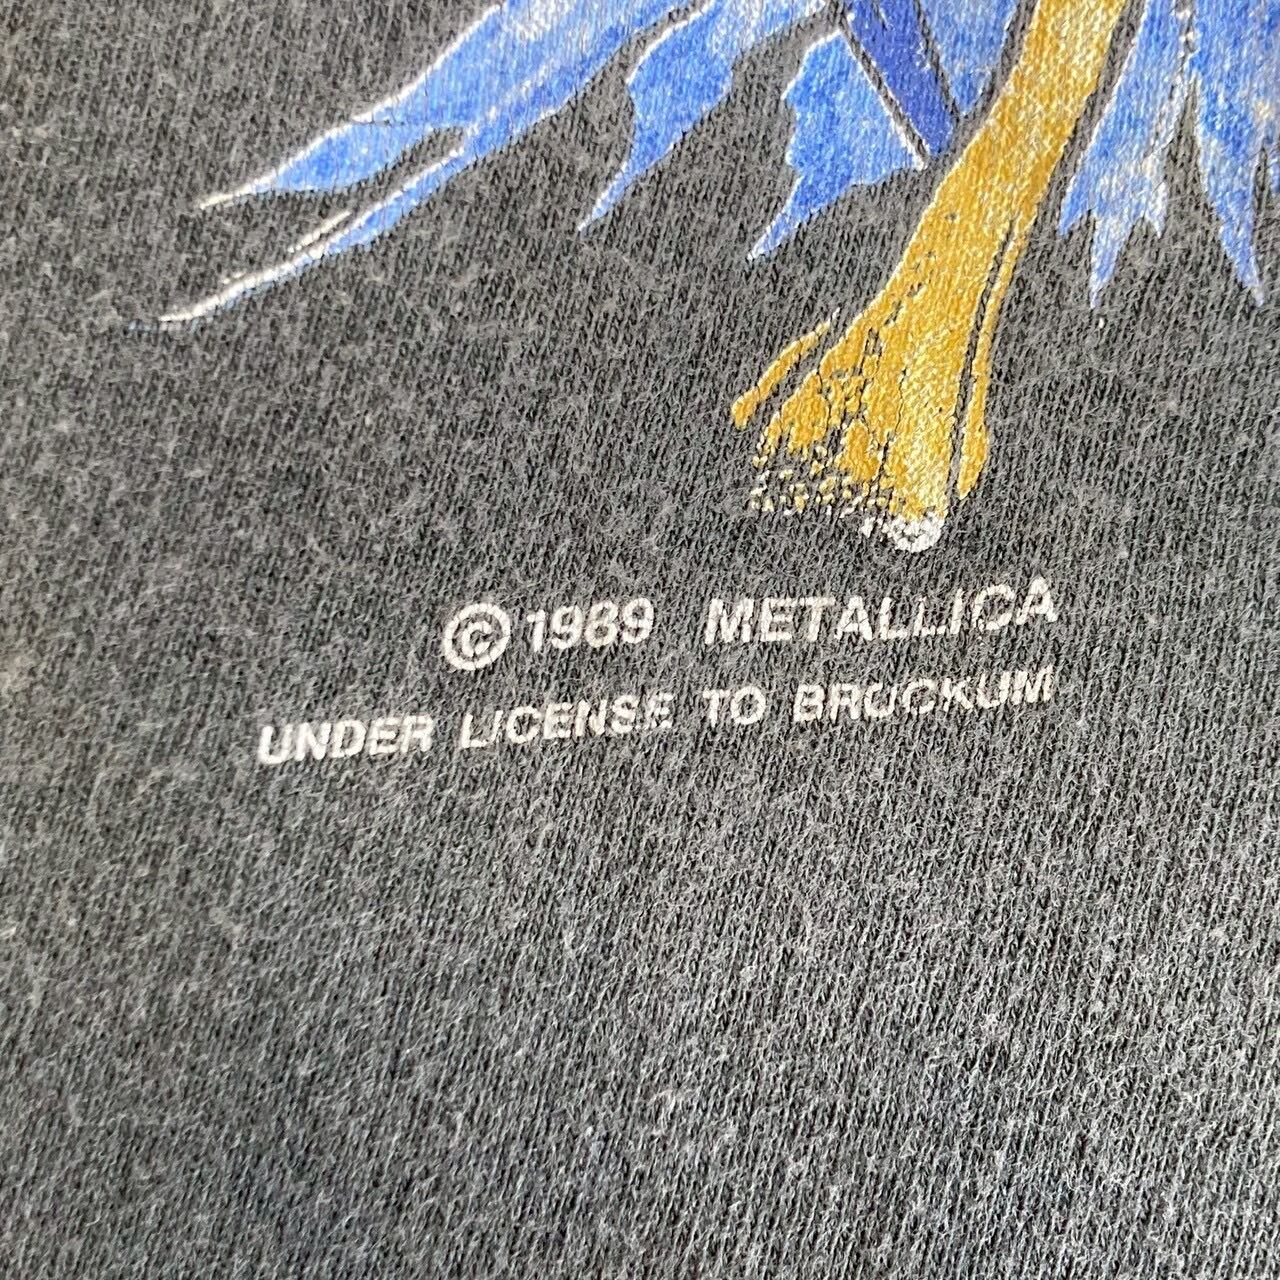 © 1989 METALLICA
UNDER LICENSE TO BROCKUM